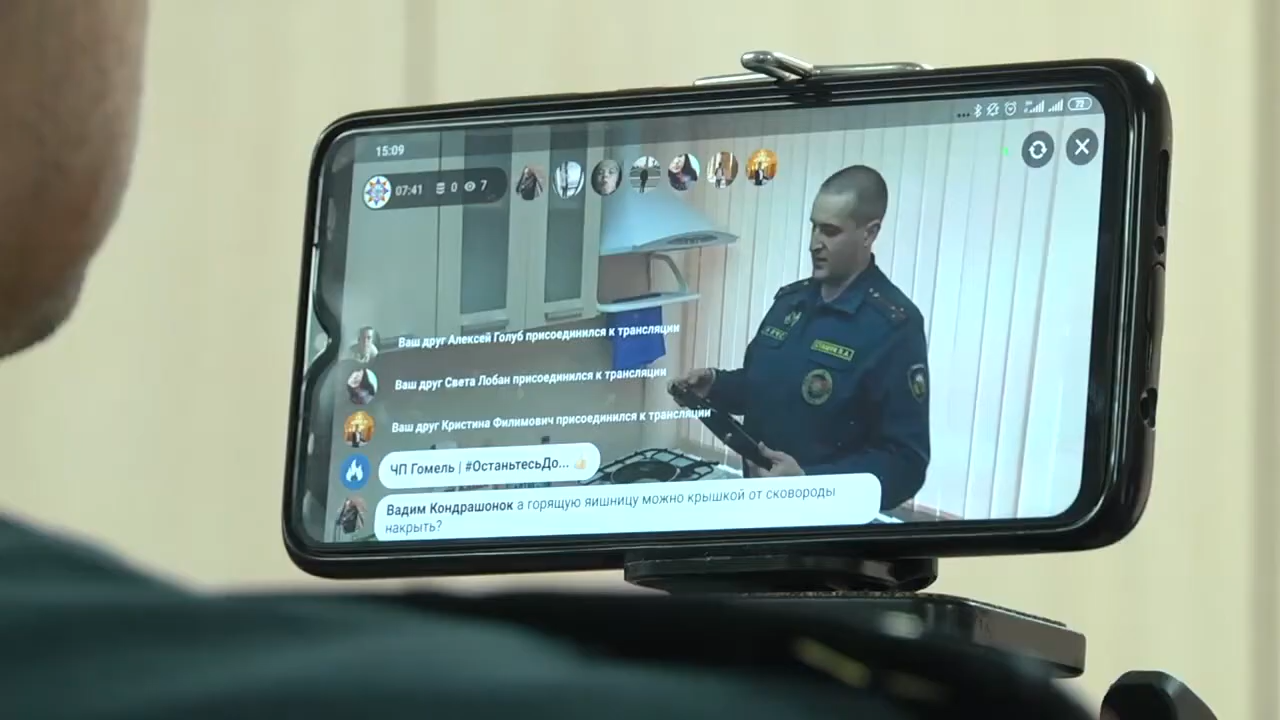 15:09
72
07:41 0 7
Ваш друг Алексей Голуб присоединился к трансляции
Ваш друг Света Лобан присоединился к трансляции
Ваш друг Кристина Филимович присоединился к трансляции
ЧП Гомель | #ОстаньтесьДо...
Вадим Кондрашонок а горящую яишницу можно крышкой от сковороды
накрыть?